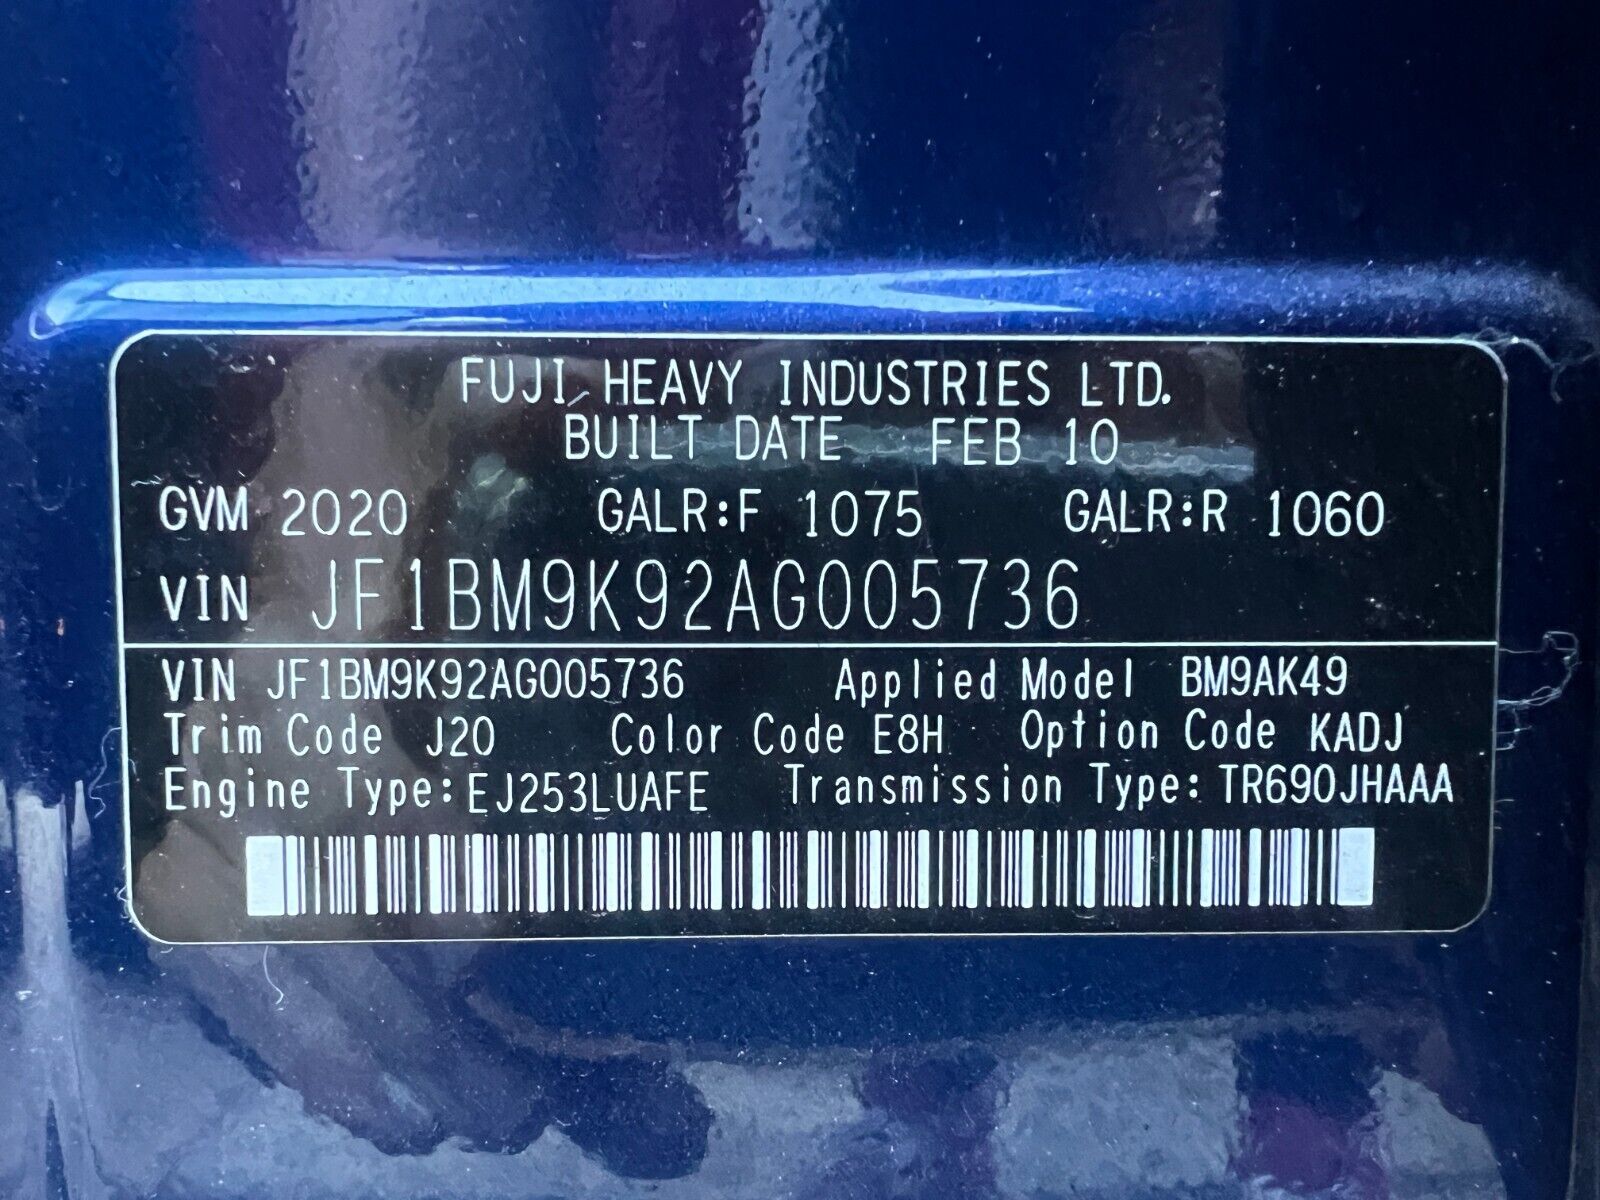 FUJI HEAVY INDUSTRIES LTD.
BUILT DATE FEB 10
GVM 2020 GALR:F 1075 GALR:R 1060
VIN JF1BM9K92AG005736
VIN JF1BM9K92AG005736 Applied Model BM9AK49
Trim Code J20 Color Code E8H Option Code KADJ
Engine Type:EJ253LUAFE Transmission Type:TR690JHAAA